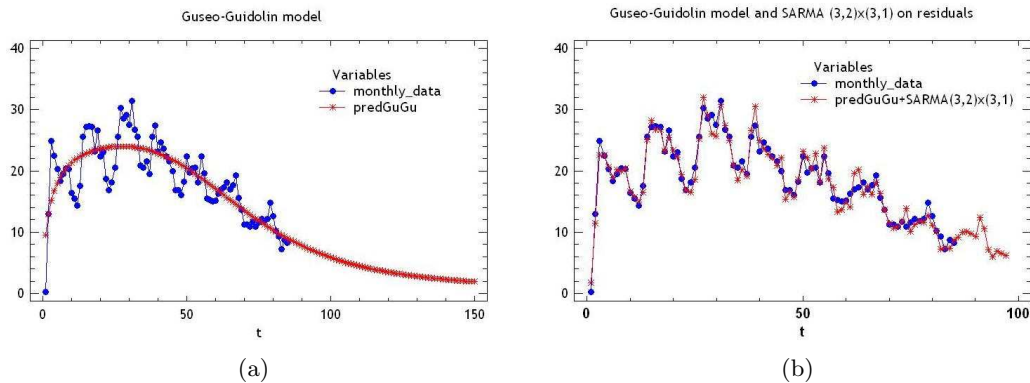 Guseo-Guidolin model
40
30
20
10
0
0
50
100
150
t
Variables
monthly_data
predGuGu
(a)
Guseo-Guidolin model and SARMA (3,2)x(3,1) on residuals
40
30
20
10
0
0
50
100
t
Variables
monthly_data
predGuGu+SARMA(3,2)x(3,1)
(b)